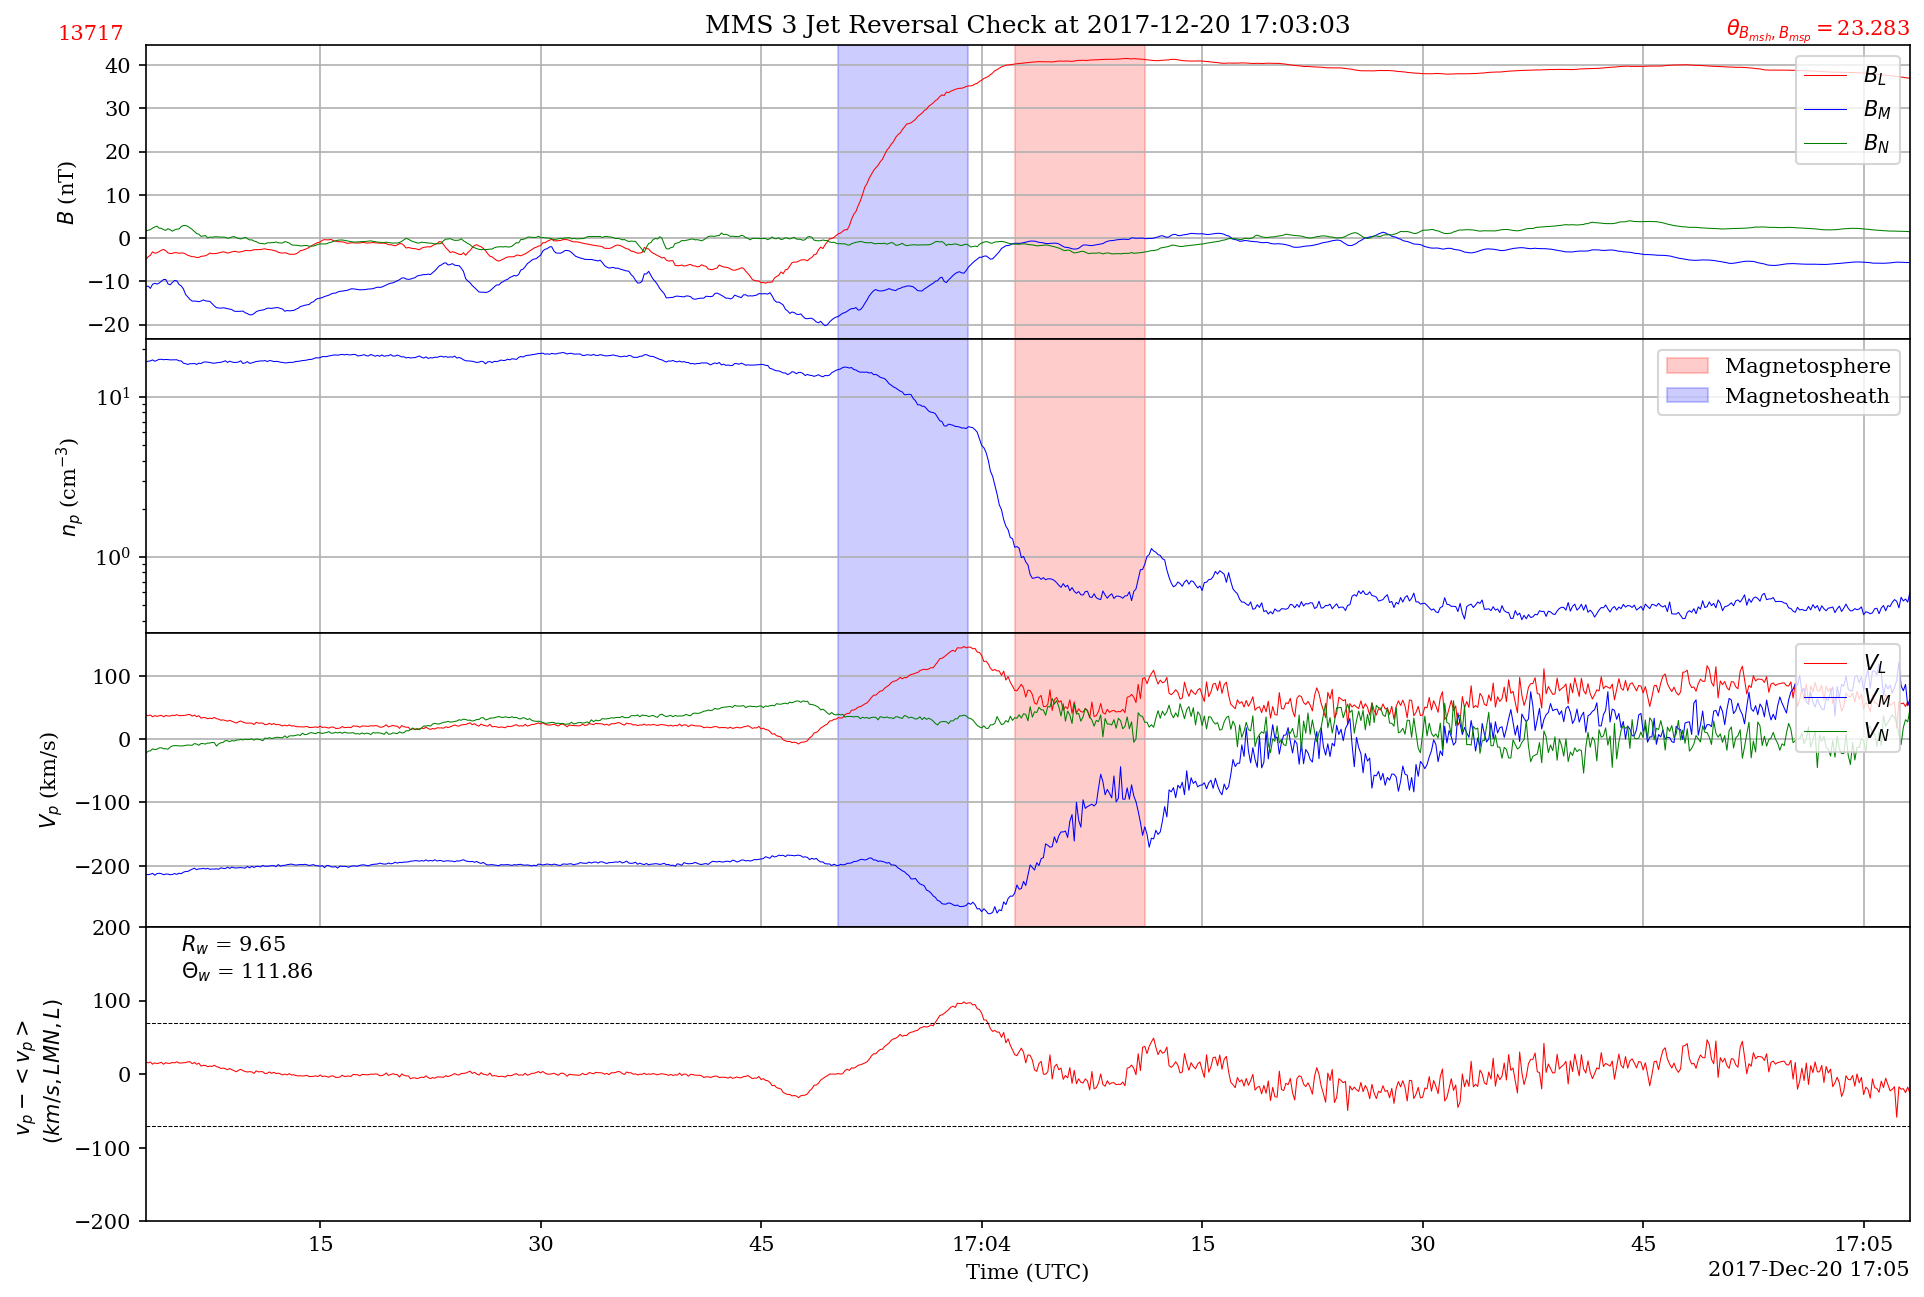 MMS 3 Jet Reversal Check at 2017-12-20 17:03:03
13717
θ_{B_{msh}, B_{msp}} = 23.283
40
30
20
10
0
−10
−20
B (nT)
B_L
B_M
B_N
10^1
10^0
n_p (cm^{−3})
Magnetosphere
Magnetosheath
100
0
−100
−200
V_p (km/s)
V_L
V_M
V_N
200
100
0
−100
−200
v_p − < v_p >
(km/s, LMN, L)
R_w = 9.65
Θ_w = 111.86
15 30 45 17:04 15 30 45 17:05
Time (UTC)
2017-Dec-20 17:05